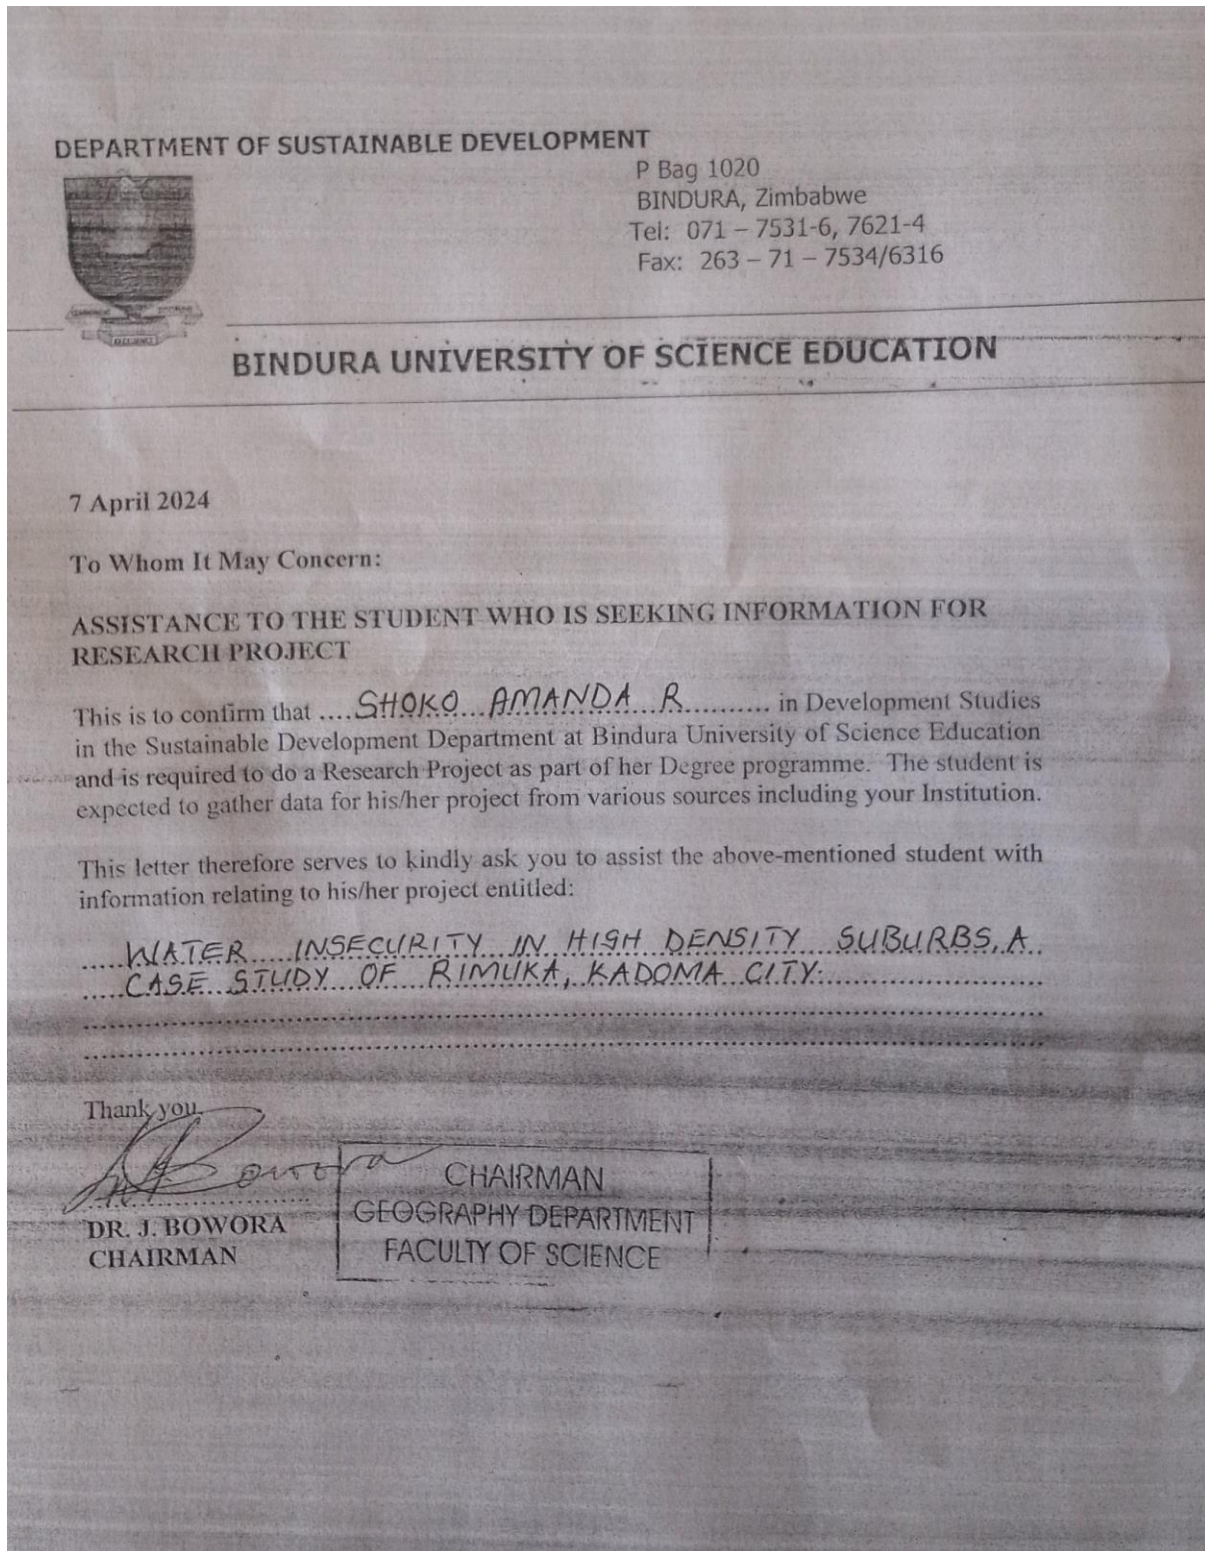 DEPARTMENT OF SUSTAINABLE DEVELOPMENT
P Bag 1020
BINDURA, Zimbabwe
Tel: 071 – 7531-6, 7621-4
Fax: 263 – 71 – 7534/6316
BINDURA UNIVERSITY OF SCIENCE EDUCATION
7 April 2024
To Whom It May Concern:
ASSISTANCE TO THE STUDENT WHO IS SEEKING INFORMATION FOR
RESEARCH PROJECT
This is to confirm that ....SHOKO...AMANDA...R.......... in Development Studies
in the Sustainable Development Department at Bindura University of Science Education
and is required to do a Research Project as part of her Degree programme. The student is
expected to gather data for his/her project from various sources including your Institution.
This letter therefore serves to kindly ask you to assist the above-mentioned student with
information relating to his/her project entitled:
WATER INSECURITY IN HIGH DENSITY SUBURBS. A
CASE STUDY OF RIMUKA, KADOMA CITY.
Thank you
Bowora
DR. J. BOWORA
CHAIRMAN
CHAIRMAN
GEOGRAPHY DEPARTMENT
FACULTY OF SCIENCE